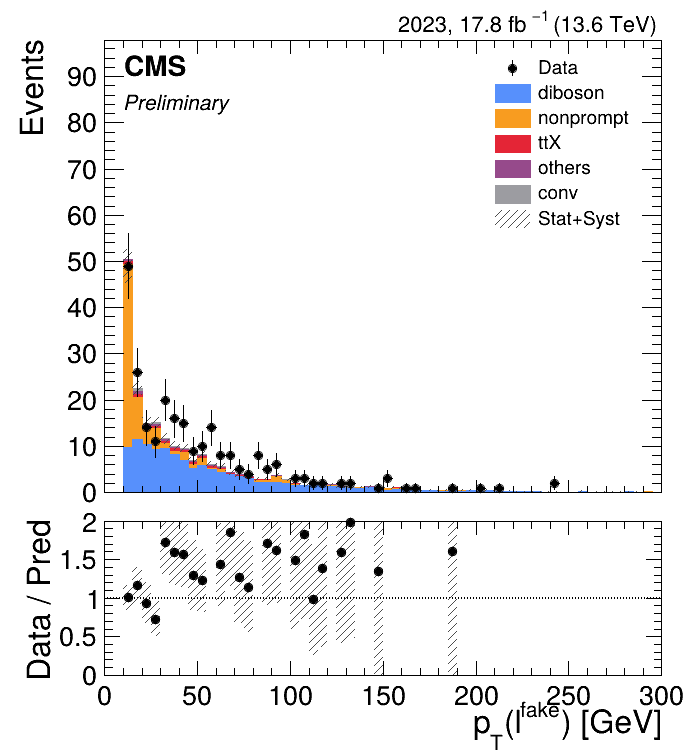 2023, 17.8 fb⁻¹ (13.6 TeV)
CMS
Preliminary
Events
90
80
70
60
50
40
30
20
10
0
Data
diboson
nonprompt
ttX
others
conv
Stat+Syst
Data / Pred
2
1.5
1
0.5
0
0 50 100 150 200 250 300
p_T(l^fake) [GeV]